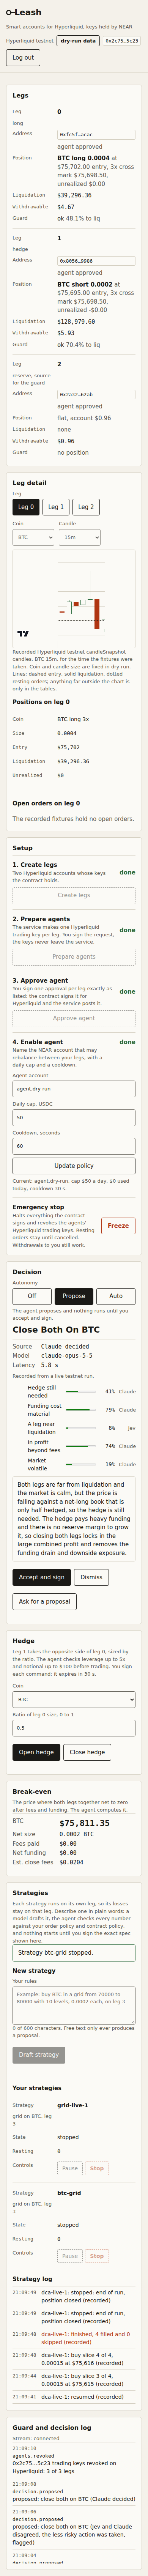 Leash
Smart accounts for Hyperliquid, keys held by NEAR
Hyperliquid testnet
dry-run data
0x2c75…5c23
Log out
Legs
Leg
0
long
Address
0xfc5f…acac
agent approved
Position
BTC long 0.0004 at
$75,702.00 entry, 3x cross
mark $75,698.50,
unrealized $0.00
Liquidation
$39,296.36
Withdrawable
$4.67
Guard
ok 48.1% to liq
Leg
1
hedge
Address
0x8056…9986
agent approved
Position
BTC short 0.0002 at
$75,695.00 entry, 3x cross
mark $75,698.50,
unrealized -$0.00
Liquidation
$128,979.60
Withdrawable
$5.93
Guard
ok 70.4% to liq
Leg
2
reserve, source
for the guard
Address
0x2a32…62ab
agent approved
Position
flat, account $0.96
Liquidation
none
Withdrawable
$0.96
Guard
no position
Leg detail
Leg
Leg 0
Leg 1
Leg 2
Coin
Candle
BTC
15m
Recorded Hyperliquid testnet candleSnapshot
candles, BTC 15m, for the time the fixtures were
taken. Coin and candle size are fixed in dry-run.
Lines: dashed entry, solid liquidation, dotted
resting orders; anything far outside the chart is
only in the tables.
Positions on leg 0
Coin
BTC long 3x
Size
0.0004
Entry
$75,702
Liquidation
$39,296.36
Unrealized
$0
Open orders on leg 0
The recorded fixtures hold no open orders.
Setup
1. Create legs
Two Hyperliquid accounts whose keys
the contract holds.
done
Create legs
2. Prepare agents
The service makes one Hyperliquid
trading key per leg. You sign the request,
the keys never leave the service.
done
Prepare agents
3. Approve agent
You sign one approval per leg exactly as
listed; the contract signs it for
Hyperliquid and the service posts it.
done
Approve agent
4. Enable agent
Name the NEAR account that may
rebalance between your legs, with a
daily cap and a cooldown.
done
Agent account
agent.dry-run
Daily cap, USDC
50
Cooldown, seconds
60
Update policy
Current: agent.dry-run, cap $50 a day, $0 used
today, cooldown 30 s.
Emergency stop
Halts everything the contract
signs and revokes the agents'
Hyperliquid trading keys. Resting
orders stay until cancelled.
Withdrawals to you still work.
Freeze
Decision
Autonomy
Off
Propose
Auto
The agent proposes and nothing runs until you
accept and sign.
Close Both On BTC
Source
Claude decided
Model
claude-opus-5-5
Latency
5.8 s
Recorded from a live testnet run.
Hedge still
needed
41%
Claude
Funding cost
material
79%
Claude
A leg near
liquidation
8%
Jev
In profit
beyond fees
74%
Claude
Market
volatile
19%
Claude
Both legs are far from liquidation and
the market is calm, but the price is
falling against a net-long book that is
only half hedged, so the hedge is still
needed. The hedge pays heavy funding
and there is no reserve margin to grow
it, so closing both legs locks in the
large combined profit and removes the
funding drain and downside exposure.
Accept and sign
Dismiss
Ask for a proposal
Hedge
Leg 1 takes the opposite side of leg 0, sized by
the ratio. The agent checks leverage up to 5x
and notional up to $100 before trading. You sign
each command; it expires in 30 s.
Coin
BTC
Ratio of leg 0 size, 0 to 1
0.5
Open hedge
Close hedge
Break-even
The price where both legs together net to zero
after fees and funding. The agent computes it.
BTC
$75,811.35
Net size
0.0002 BTC
Fees paid
$0.00
Net funding
$0.00
Est. close fees
$0.0204
Strategies
Each strategy runs on its own leg, so its losses
stay on that leg. Describe one in plain words; a
model drafts it, the agent checks every number
against your order policy and contract policy,
and nothing starts until you sign the exact spec
shown here.
Strategy btc-grid stopped.
New strategy
Your rules
Example: buy BTC in a grid from 70000 to
80000 with 10 levels, 0.0002 each, on leg 3
0 of 800 characters. Free text only ever produces
a proposal.
Draft strategy
Your strategies
Strategy
grid-live-1
grid on BTC, leg
3
State
stopped
Resting
0
Controls
Pause
Stop
Strategy
btc-grid
grid on BTC, leg
3
State
stopped
Resting
0
Controls
Pause
Stop
Strategy log
21:09:49
dca-live-1: stopped: end of run,
position closed (recorded)
21:09:49
dca-live-1: stopped: end of run,
position closed (recorded)
21:09:48
dca-live-1: finished, 4 filled and 0
skipped (recorded)
21:09:48
dca-live-1: buy slice 4 of 4,
0.00015 at $75,616 (recorded)
21:09:44
dca-live-1: buy slice 3 of 4,
0.00015 at $75,615 (recorded)
21:09:41
dca-live-1: resumed (recorded)
Guard and decision log
Stream: connected
21:09:10
agents.revoked
0x2c75…5c23 trading keys revoked on
Hyperliquid: 3 of 3 legs
21:09:08
decision.proposed
proposed: close both on BTC (Claude decided)
21:09:06
decision.proposed
proposed: close both on BTC (Jev and Claude
disagreed, the less risky action was taken,
flagged)
21:09:04
decision.proposed